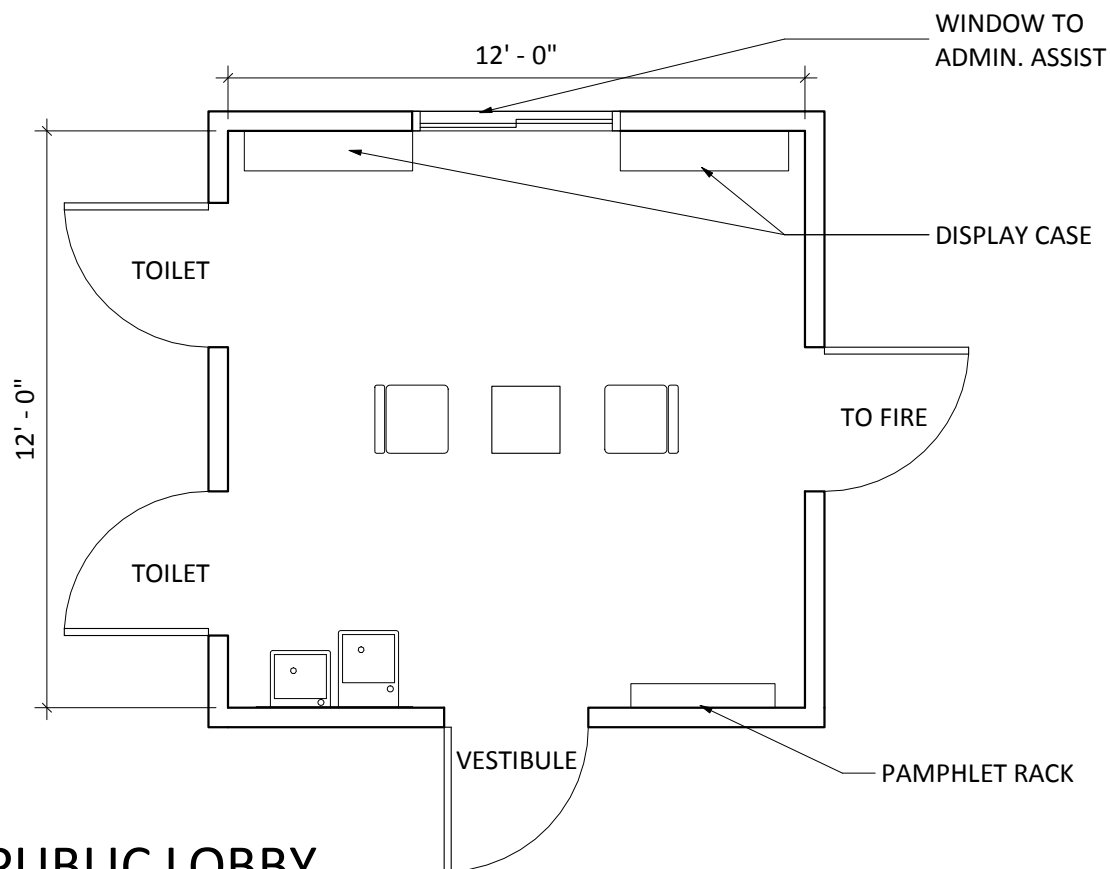 WINDOW TO
ADMIN. ASSIST
12' - 0"
DISPLAY CASE
TOILET
12' - 0"
TO FIRE
TOILET
VESTIBULE
PAMPHLET RACK
PUBLIC LOBBY